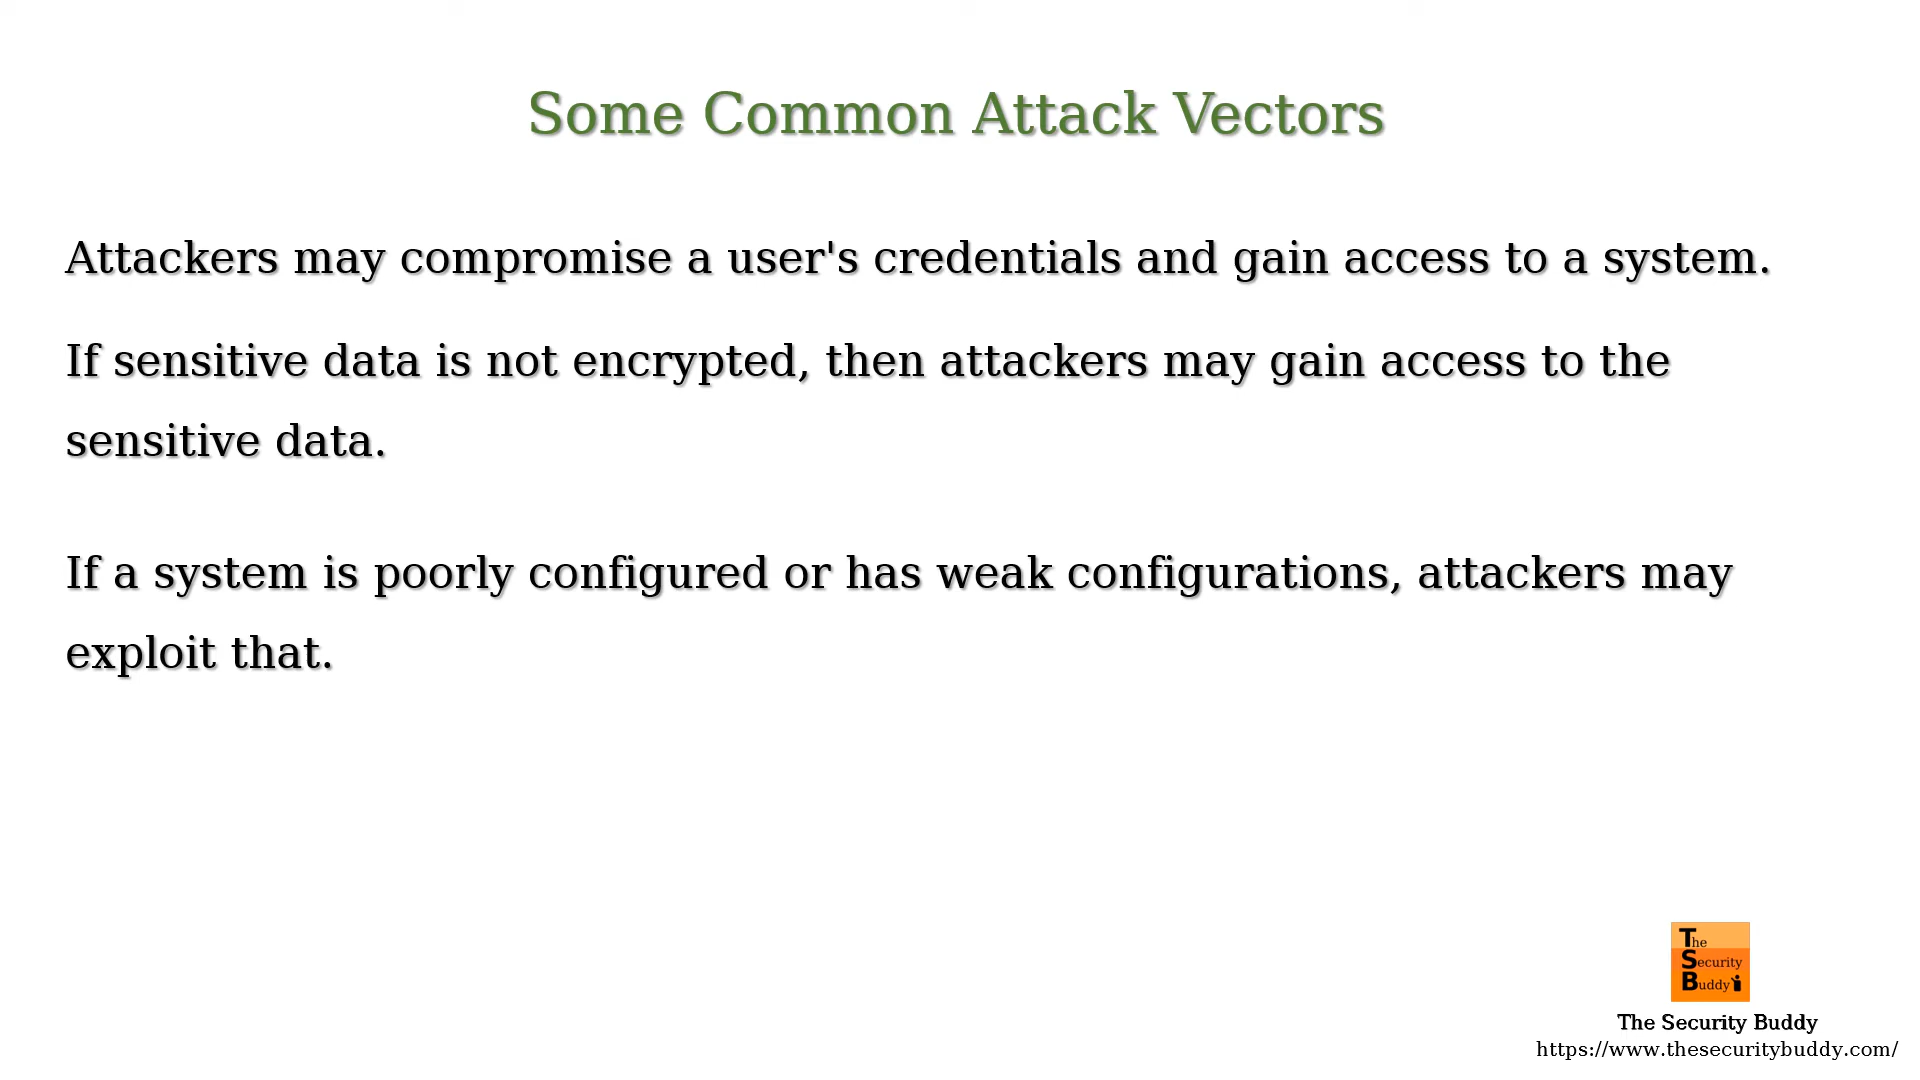 Some Common Attack Vectors
Attackers may compromise a user's credentials and gain access to a system.
If sensitive data is not encrypted, then attackers may gain access to the
sensitive data.
If a system is poorly configured or has weak configurations, attackers may
exploit that.
The
Security
Buddy
The Security Buddy
https://www.thesecuritybuddy.com/